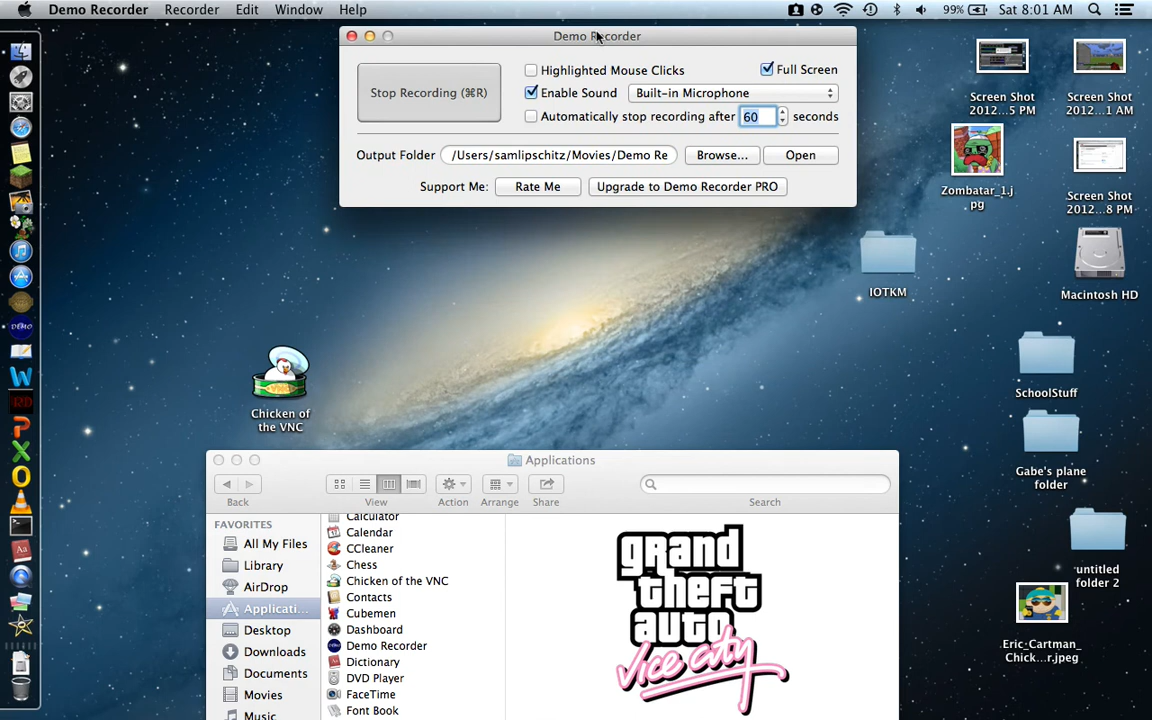 Demo Recorder Recorder Edit Window Help
99% Sat 8:01 AM
Demo Recorder
Stop Recording (⌘R)
Highlighted Mouse Clicks
Full Screen
Enable Sound
Built-in Microphone
Automatically stop recording after 60 seconds
Output Folder /Users/samlipschitz/Movies/Demo Re
Browse...
Open
Support Me:
Rate Me
Upgrade to Demo Recorder PRO
Screen Shot
2012...5 PM
Screen Shot
2012...1 AM
Zombatar_1.j
pg
Screen Shot
2012...8 PM
IOTKM
Macintosh HD
SchoolStuff
Gabe's plane
folder
untitled
folder 2
Eric-Cartman_
Chick...r.jpeg
Chicken of
the VNC
DEMO
Applications
Back
View
Action
Arrange
Share
Search
FAVORITES
All My Files
Library
AirDrop
Applicati...
Desktop
Downloads
Documents
Movies
Music
Calculator
Calendar
CCleaner
Chess
Chicken of the VNC
Contacts
Cubemen
Dashboard
Demo Recorder
Dictionary
DVD Player
FaceTime
Font Book
grand
theft
auto
vice city